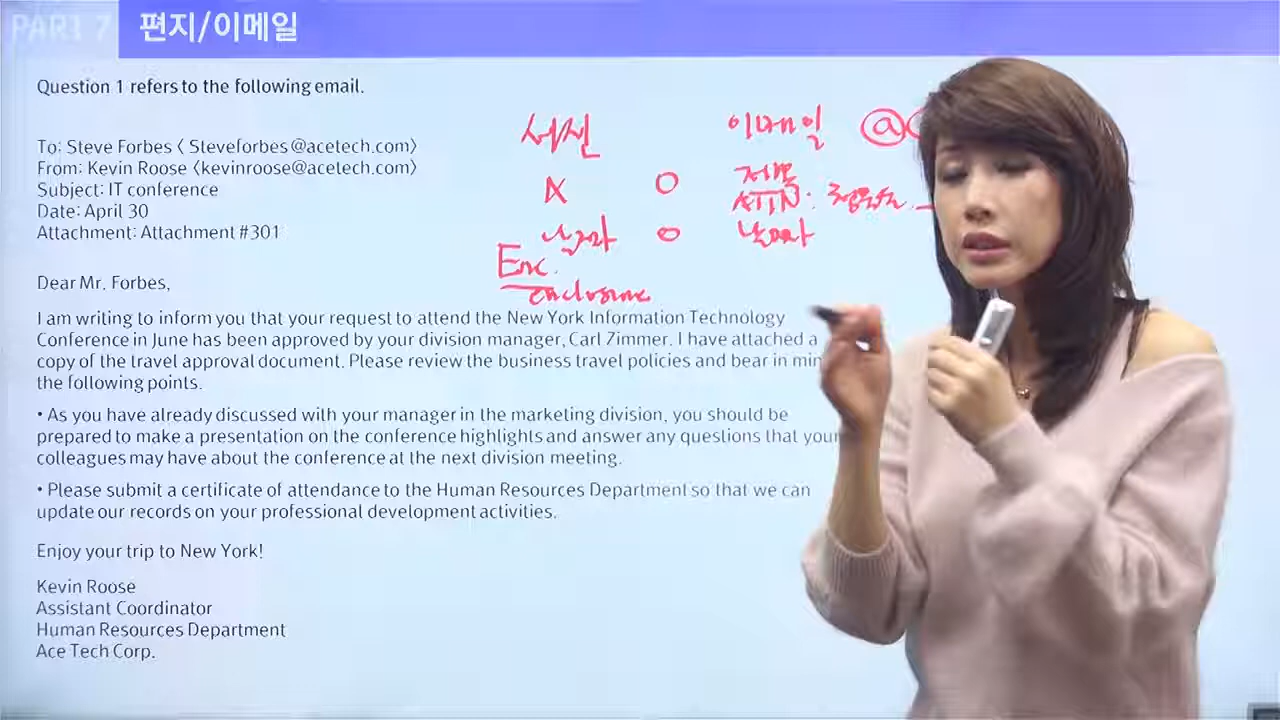 PART 7 편지/이메일
Question 1 refers to the following email.
To: Steve Forbes < Steveforbes@acetech.com>
From: Kevin Roose <kevinroose@acetech.com>
Subject: IT conference
Date: April 30
Attachment: Attachment #301
Dear Mr. Forbes,
I am writing to inform you that your request to attend the New York Information Technology
Conference in June has been approved by your division manager, Carl Zimmer. I have attached a
copy of the travel approval document. Please review the business travel policies and bear in min
the following points.
• As you have already discussed with your manager in the marketing division, you should be
prepared to make a presentation on the conference highlights and answer any questions that your
colleagues may have about the conference at the next division meeting.
• Please submit a certificate of attendance to the Human Resources Department so that we can
update our records on your professional development activities.
Enjoy your trip to New York!
Kevin Roose
Assistant Coordinator
Human Resources Department
Ace Tech Corp.
서신 이메일 @
X O 제목
ATTN:
날짜 O 날짜
Enc.